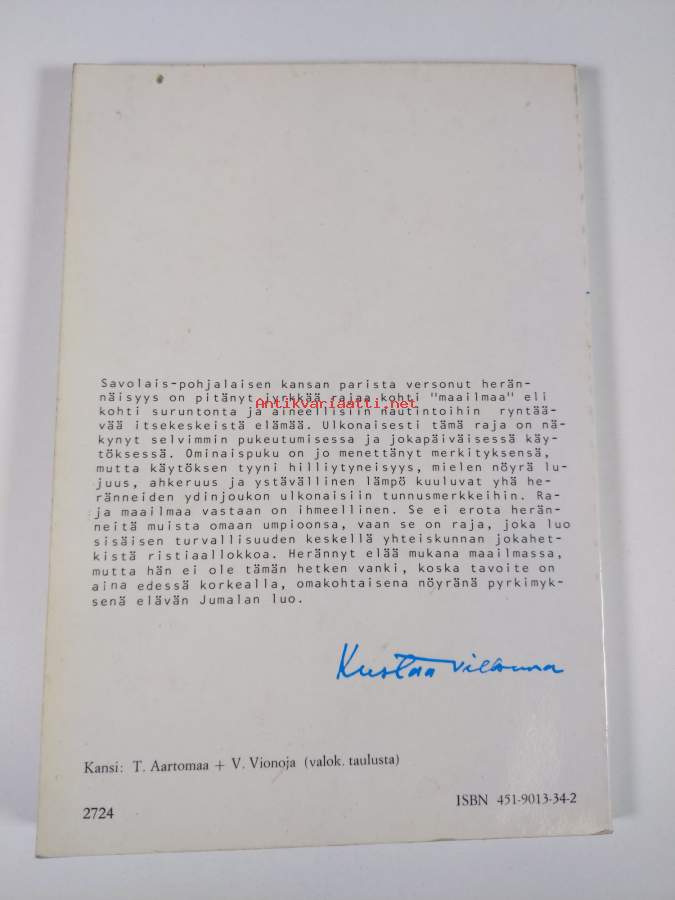 Savolais-pohjalaisen kansan parista versonut herän-
näisyys on pitänyt jyrkkää rajaa kohti "maailmaa" eli
Antikvariaatti.net
kohti suruntonta ja aineellisiin nautintoihin ryntää-
vää itsekeskeistä elämää. Ulkonaisesti tämä raja on nä-
kynyt selvimmin pukeutumisessa ja jokapäiväisessä käy-
töksessä. Ominaispuku on jo menettänyt merkityksensä,
mutta käytöksen tyyni hilliytyneisyys, mielen nöyrä lu-
juus, ahkeruus ja ystävällinen lämpö kuuluvat yhä he-
ränneiden ydinjoukon ulkonaisiin tunnusmerkkeihin. Ra-
ja maailmaa vastaan on ihmeellinen. Se ei erota herän-
neitä muista omaan umpioonsa, vaan se on raja, joka luo
sisäisen turvallisuuden keskellä yhteiskunnan jokahet-
kistä ristiaallokkoa. Herännyt elää mukana maailmassa,
mutta hän ei ole tämän hetken vanki, koska tavoite on
aina edessä korkealla, omakohtaisena nöyränä pyrkimyk-
senä elävän Jumalan luo.
Kustaa Vilkuna
Kansi: T. Aartomaa + V. Vionoja (valok. taulusta)
ISBN 451-9013-34-2
2724